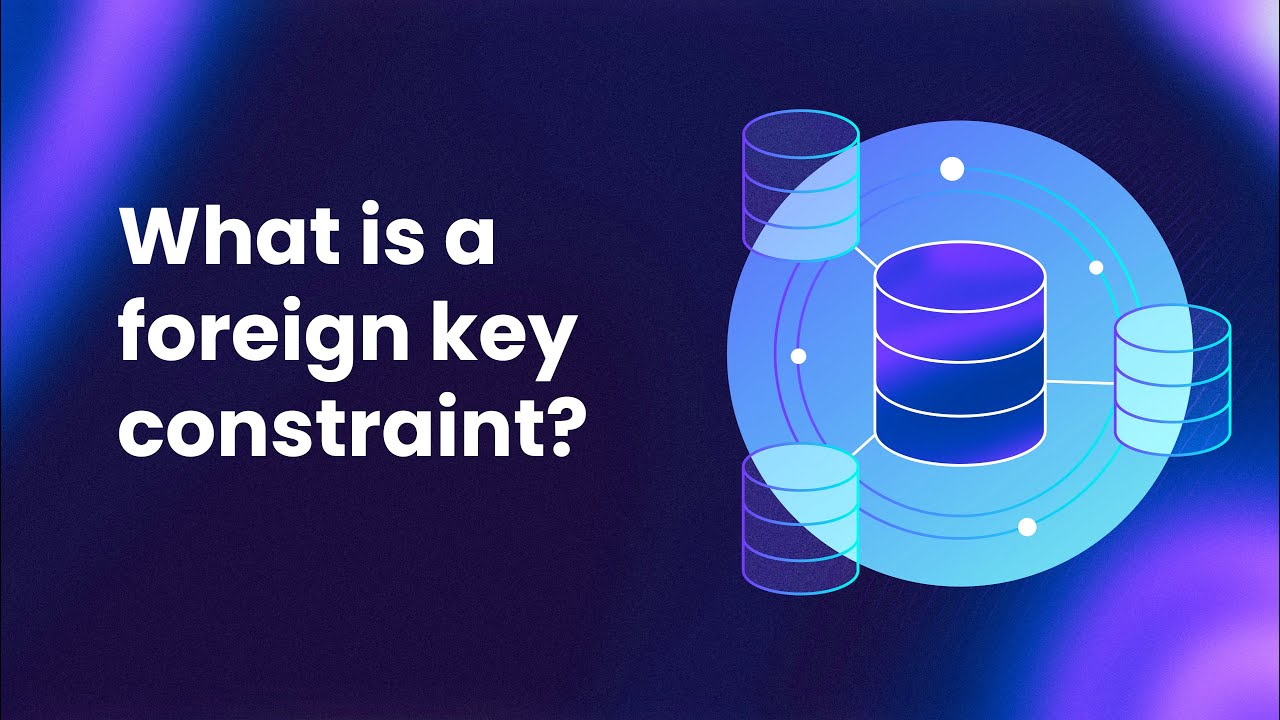 What is a
foreign key
constraint?